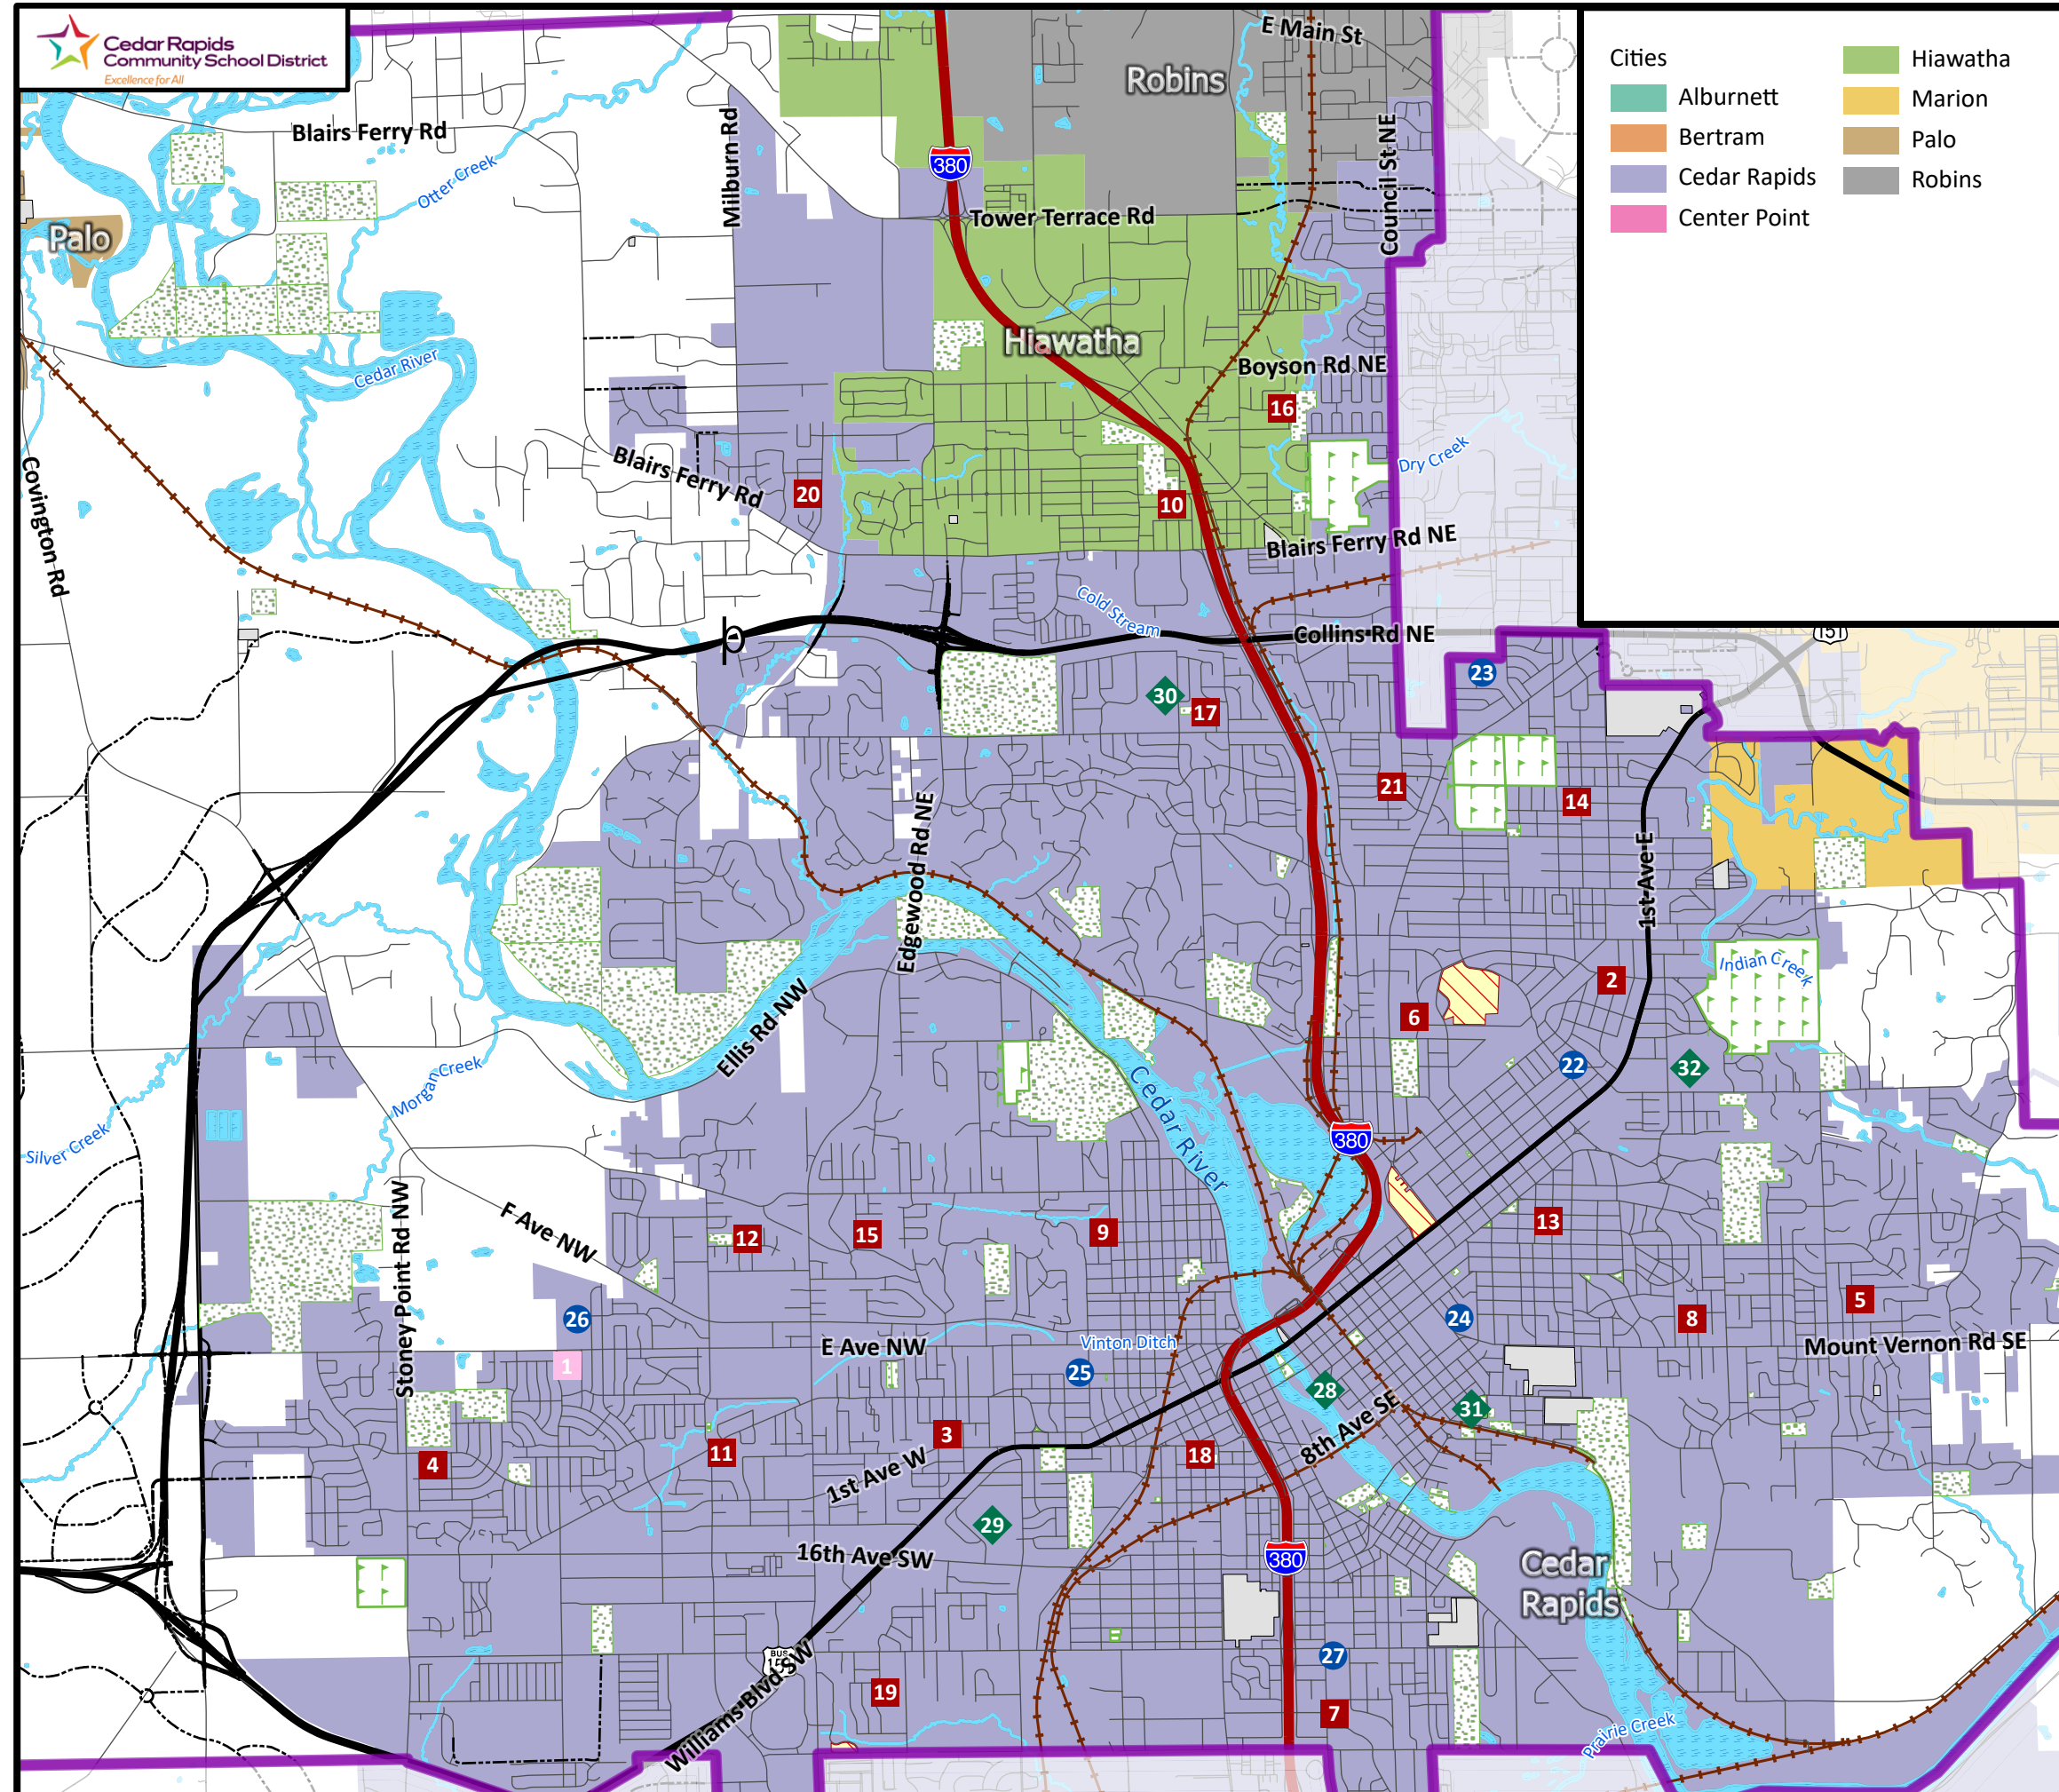 Cedar Rapids
Community School District
Excellence for All
Cities
Alburnett
Bertram
Cedar Rapids
Center Point
Hiawatha
Marion
Palo
Robins
E Main St
Robins
Blairs Ferry Rd
Milburn Rd
Council St NE
380
Otter Creek
Tower Terrace Rd
Palo
Hiawatha
Cedar River
Boyson Rd NE
16
Dry Creek
Covington Rd
Blairs Ferry Rd
20
10
Blairs Ferry Rd NE
Cold Stream
Collins Rd NE
151
23
30
17
21
14
Edgewood Rd NE
1st Ave E
Indian Creek
2
6
Ellis Rd NW
22
32
Morgan Creek
Cedar River
Silver Creek
380
Stoney Point Rd NW
F Ave NW
12
15
9
13
26
24
8
5
E Ave NW
Vinton Ditch
Mount Vernon Rd SE
1
25
28
31
8th Ave SE
3
11
4
18
1st Ave W
29
16th Ave SW
380
Cedar
Rapids
BUS
151
27
Williams Blvd SW
19
7
Prairie Creek